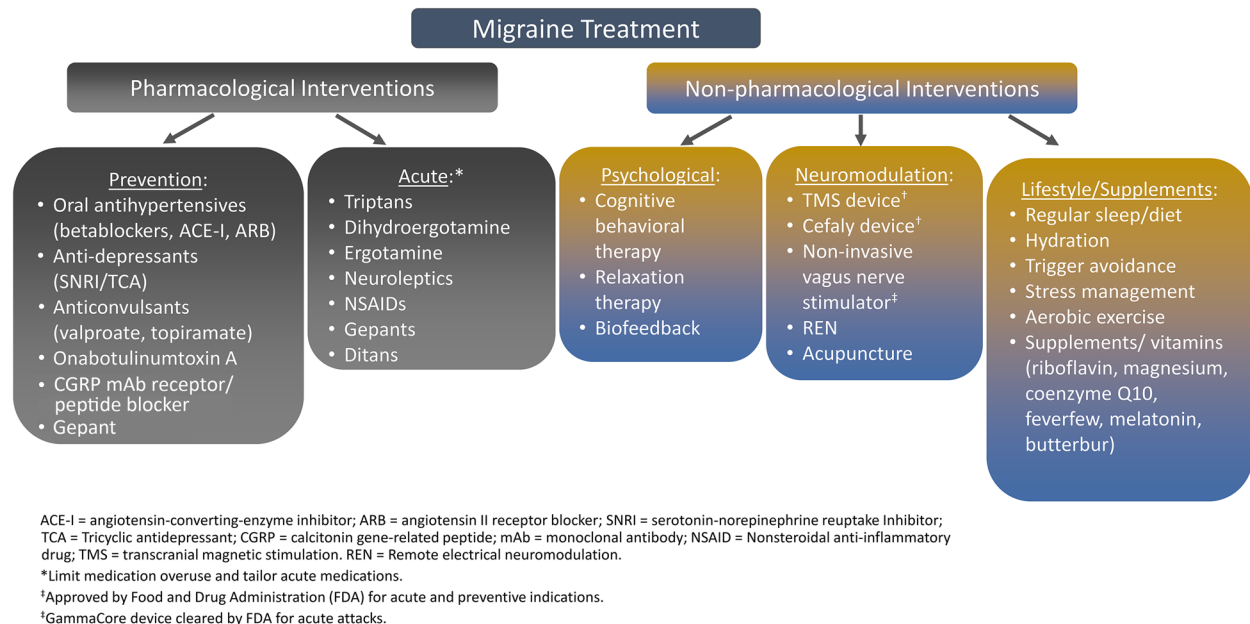 Migraine Treatment
Pharmacological Interventions
Prevention:
• Oral antihypertensives
(betablockers, ACE-I, ARB)
• Anti-depressants
(SNRI/TCA)
• Anticonvulsants
(valproate, topiramate)
• Onabotulinumtoxin A
• CGRP mAb receptor/
peptide blocker
• Gepant
Acute:*
• Triptans
• Dihydroergotamine
• Ergotamine
• Neuroleptics
• NSAIDs
• Gepants
• Ditans
Non-pharmacological Interventions
Psychological:
• Cognitive
behavioral
therapy
• Relaxation
therapy
• Biofeedback
Neuromodulation:
• TMS device†
• Cefaly device†
• Non-invasive
vagus nerve
stimulator‡
• REN
• Acupuncture
Lifestyle/Supplements:
• Regular sleep/diet
• Hydration
• Trigger avoidance
• Stress management
• Aerobic exercise
• Supplements/ vitamins
(riboflavin, magnesium,
coenzyme Q10,
feverfew, melatonin,
butterbur)
ACE-I = angiotensin-converting-enzyme inhibitor; ARB = angiotensin II receptor blocker; SNRI = serotonin-norepinephrine reuptake Inhibitor;
TCA = Tricyclic antidepressant; CGRP = calcitonin gene-related peptide; mAb = monoclonal antibody; NSAID = Nonsteroidal anti-inflammatory
drug; TMS = transcranial magnetic stimulation. REN = Remote electrical neuromodulation.
*Limit medication overuse and tailor acute medications.
‡Approved by Food and Drug Administration (FDA) for acute and preventive indications.
‡GammaCore device cleared by FDA for acute attacks.